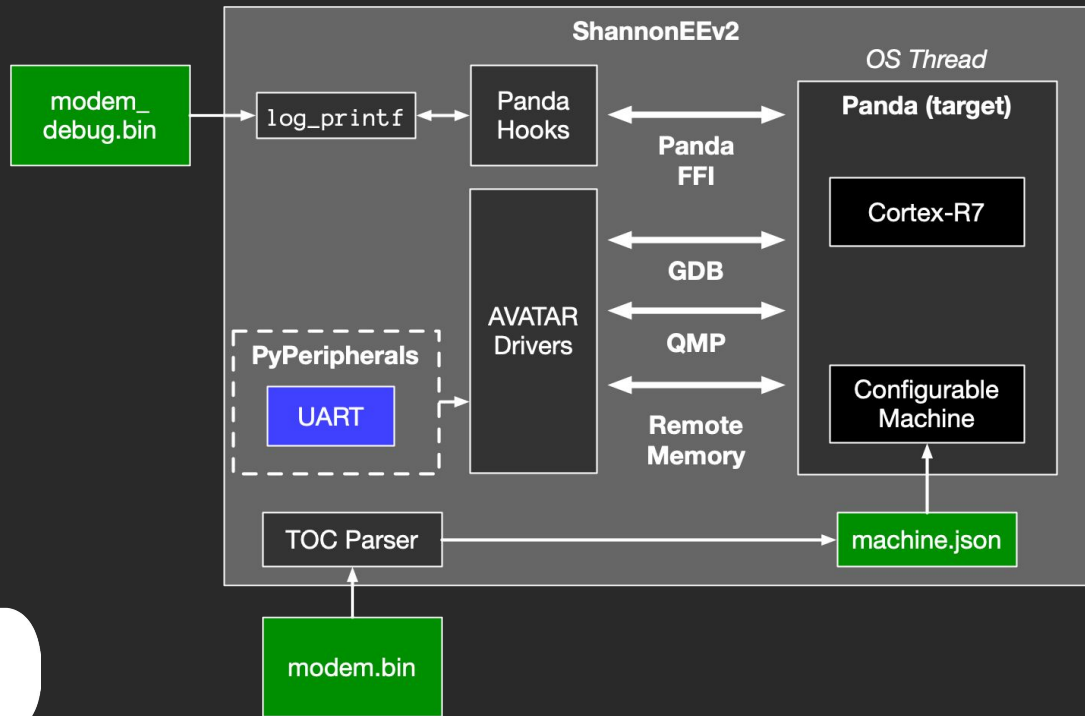 ShannonEEv2
OS Thread
modem_
debug.bin
log_printf
Panda
Hooks
Panda
FFI
Panda (target)
Cortex-R7
GDB
AVATAR
Drivers
QMP
PyPeripherals
UART
Remote
Memory
Configurable
Machine
TOC Parser
machine.json
modem.bin